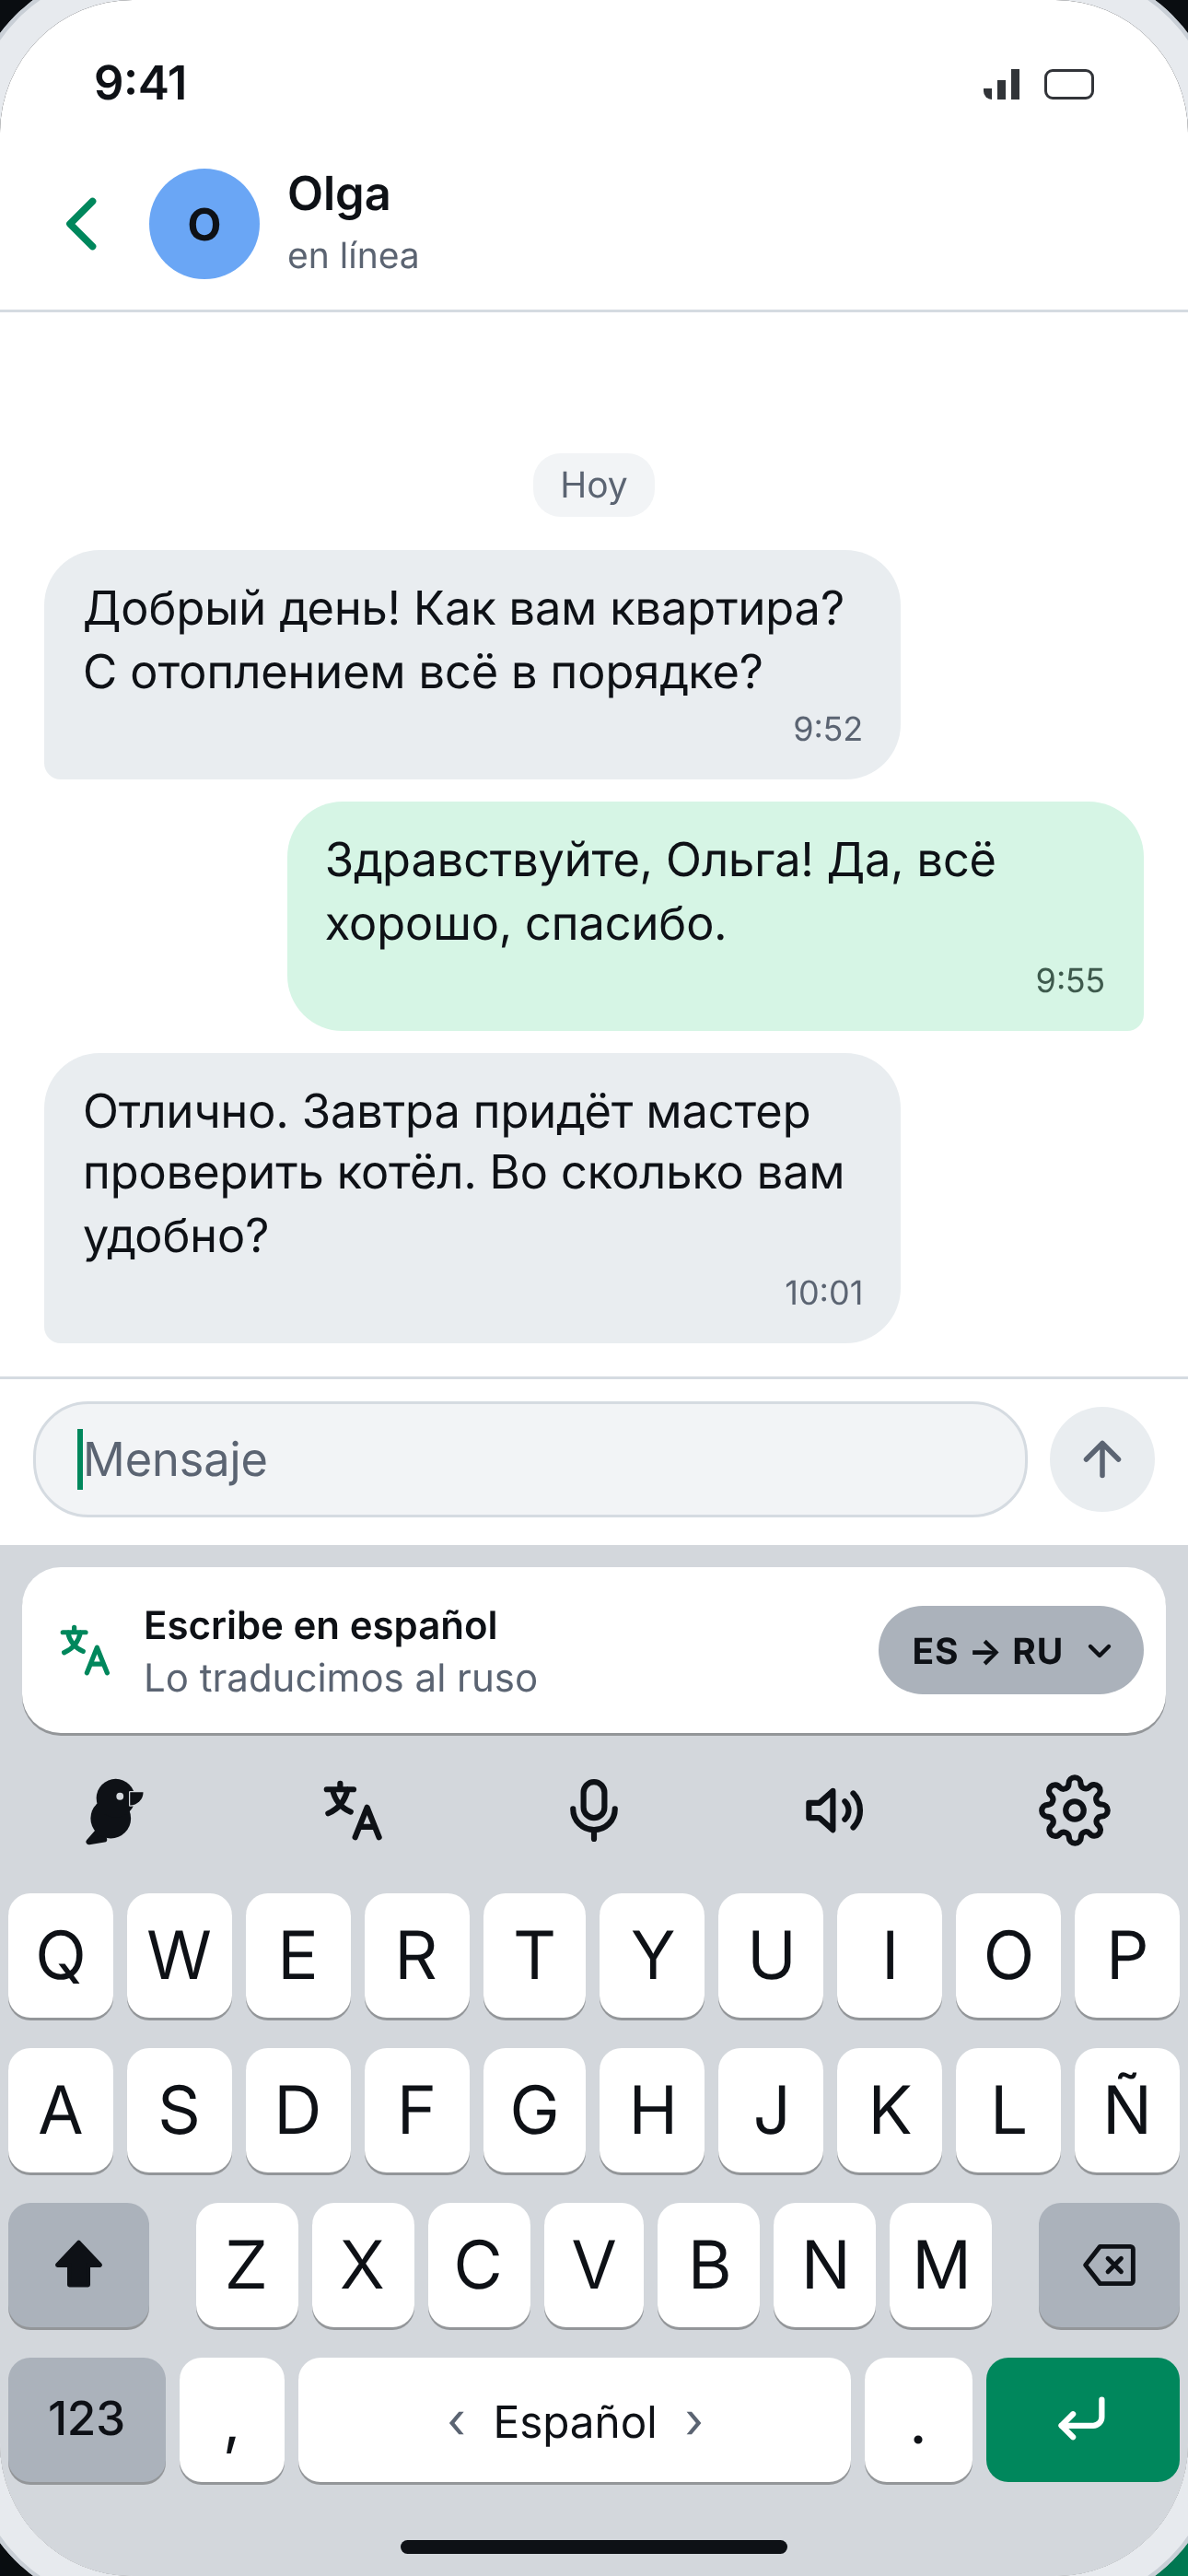 9:41
O
Olga
en línea
Hoy
Добрый день! Как вам квартира?
С отоплением всё в порядке?
9:52
Здравствуйте, Ольга! Да, всё
хорошо, спасибо.
9:55
Отлично. Завтра придёт мастер
проверить котёл. Во сколько вам
удобно?
10:01
Mensaje
Escribe en español
Lo traducimos al ruso
ES → RU
Q W E R T Y U I O P
A S D F G H J K L Ñ
Z X C V B N M
123 , ‹ Español › .